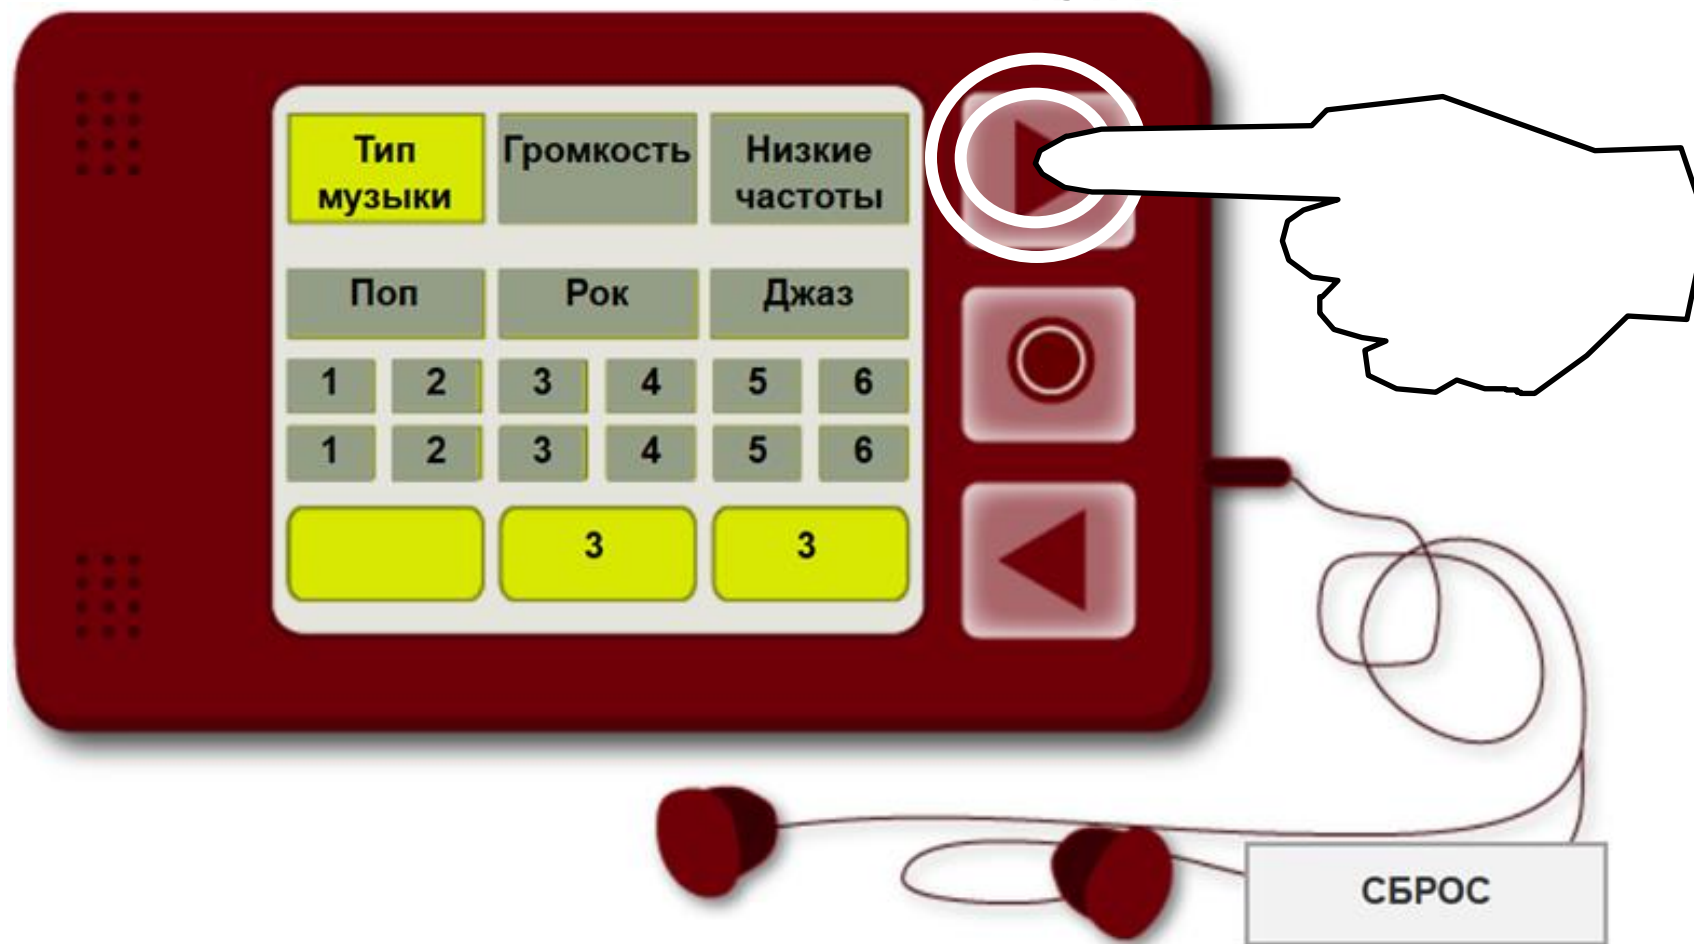 Тип
музыки
Громкость
Низкие
частоты
Поп Рок Джаз
1 2 3 4 5 6
1 2 3 4 5 6
3 3
СБРОС